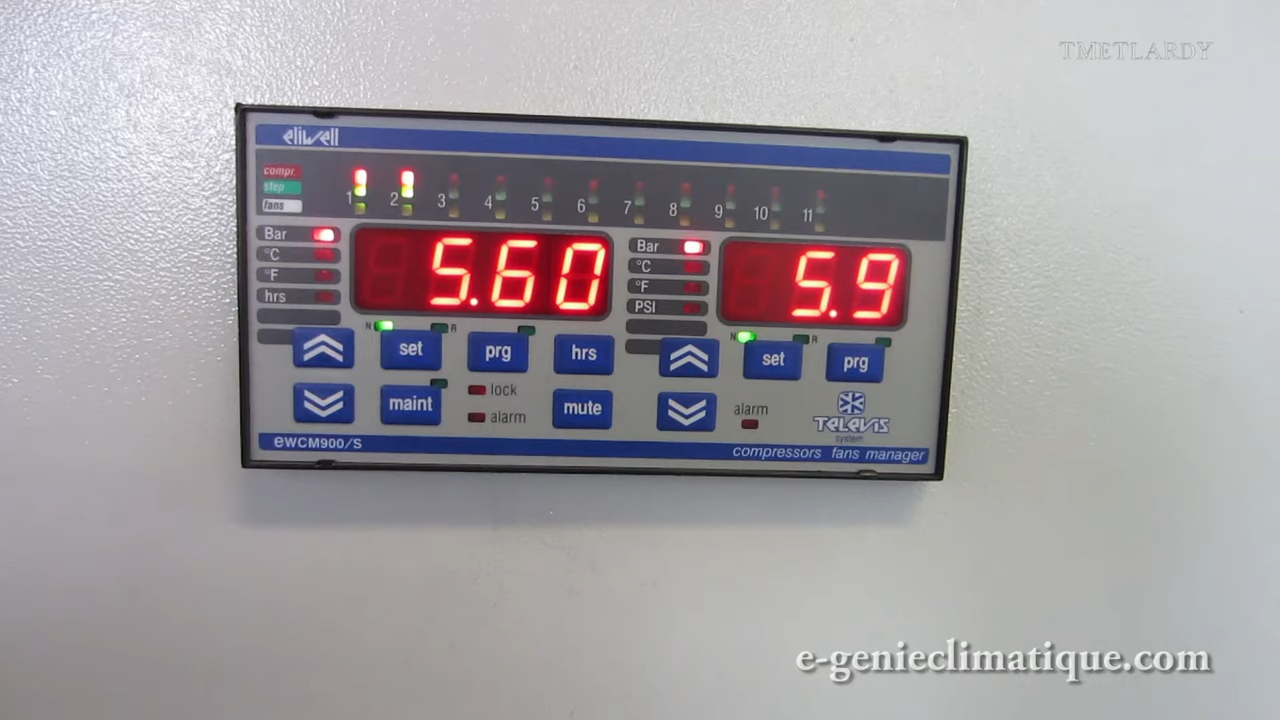 TMETLARDY
eliwell
compr.
step
fans
1 2 3 4 5 6 7 8 9 10 11
Bar
°C
°F
hrs
5.60
Bar
°C
°F
PSI
5.9
N R
set prg hrs
N R
set prg
maint
lock
alarm
mute
alarm
TELEVIS
system
eWCM900/S
compressors fans manager
e-genieclimatique.com